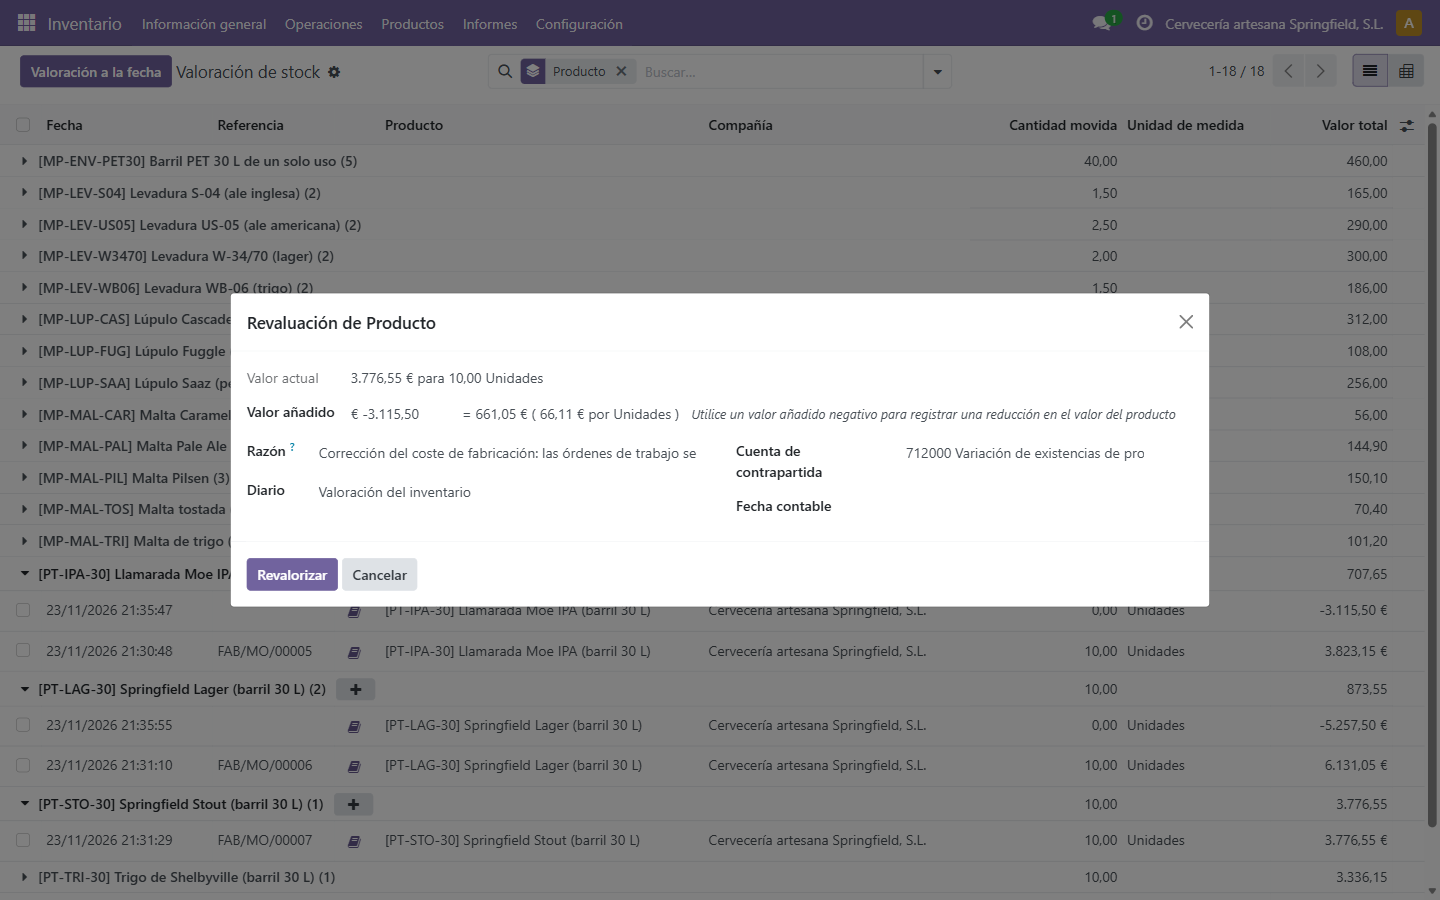 Inventario Información general Operaciones Productos Informes Configuración 1 Cervecería artesana Springfield, S.L. A
Valoración a la fecha Valoración de stock Producto Buscar... 1-18 / 18
Fecha Referencia Producto Compañía Cantidad movida Unidad de medida Valor total
[MP-ENV-PET30] Barril PET 30 L de un solo uso (5) 40,00 460,00
[MP-LEV-S04] Levadura S-04 (ale inglesa) (2) 1,50 165,00
[MP-LEV-US05] Levadura US-05 (ale americana) (2) 2,50 290,00
[MP-LEV-W3470] Levadura W-34/70 (lager) (2) 2,00 300,00
[MP-LEV-WB06] Levadura WB-06 (trigo) (2) 1,50 186,00
[MP-LUP-CAS] Lúpulo Cascade 312,00
[MP-LUP-FUG] Lúpulo Fuggle 108,00
[MP-LUP-SAA] Lúpulo Saaz (pe 256,00
[MP-MAL-CAR] Malta Caramel 56,00
[MP-MAL-PAL] Malta Pale Ale 144,90
[MP-MAL-PIL] Malta Pilsen (3) 150,10
[MP-MAL-TOS] Malta tostada 70,40
[MP-MAL-TRI] Malta de trigo ( 101,20
[PT-IPA-30] Llamarada Moe IPA 707,65
Revaluación de Producto
Valor actual 3.776,55 € para 10,00 Unidades
Valor añadido € -3.115,50 = 661,05 € ( 66,11 € por Unidades ) Utilice un valor añadido negativo para registrar una reducción en el valor del producto
Razón ? Corrección del coste de fabricación: las órdenes de trabajo se
Cuenta de contrapartida 712000 Variación de existencias de pro
Diario Valoración del inventario
Fecha contable
Revalorizar Cancelar
23/11/2026 21:35:47 [PT-IPA-30] Llamarada Moe IPA (barril 30 L) Cervecería artesana Springfield, S.L. 0,00 Unidades -3.115,50 €
23/11/2026 21:30:48 FAB/MO/00005 [PT-IPA-30] Llamarada Moe IPA (barril 30 L) Cervecería artesana Springfield, S.L. 10,00 Unidades 3.823,15 €
[PT-LAG-30] Springfield Lager (barril 30 L) (2) 10,00 873,55
23/11/2026 21:35:55 [PT-LAG-30] Springfield Lager (barril 30 L) Cervecería artesana Springfield, S.L. 0,00 Unidades -5.257,50 €
23/11/2026 21:31:10 FAB/MO/00006 [PT-LAG-30] Springfield Lager (barril 30 L) Cervecería artesana Springfield, S.L. 10,00 Unidades 6.131,05 €
[PT-STO-30] Springfield Stout (barril 30 L) (1) 10,00 3.776,55
23/11/2026 21:31:29 FAB/MO/00007 [PT-STO-30] Springfield Stout (barril 30 L) Cervecería artesana Springfield, S.L. 10,00 Unidades 3.776,55 €
[PT-TRI-30] Trigo de Shelbyville (barril 30 L) (1) 10,00 3.336,15